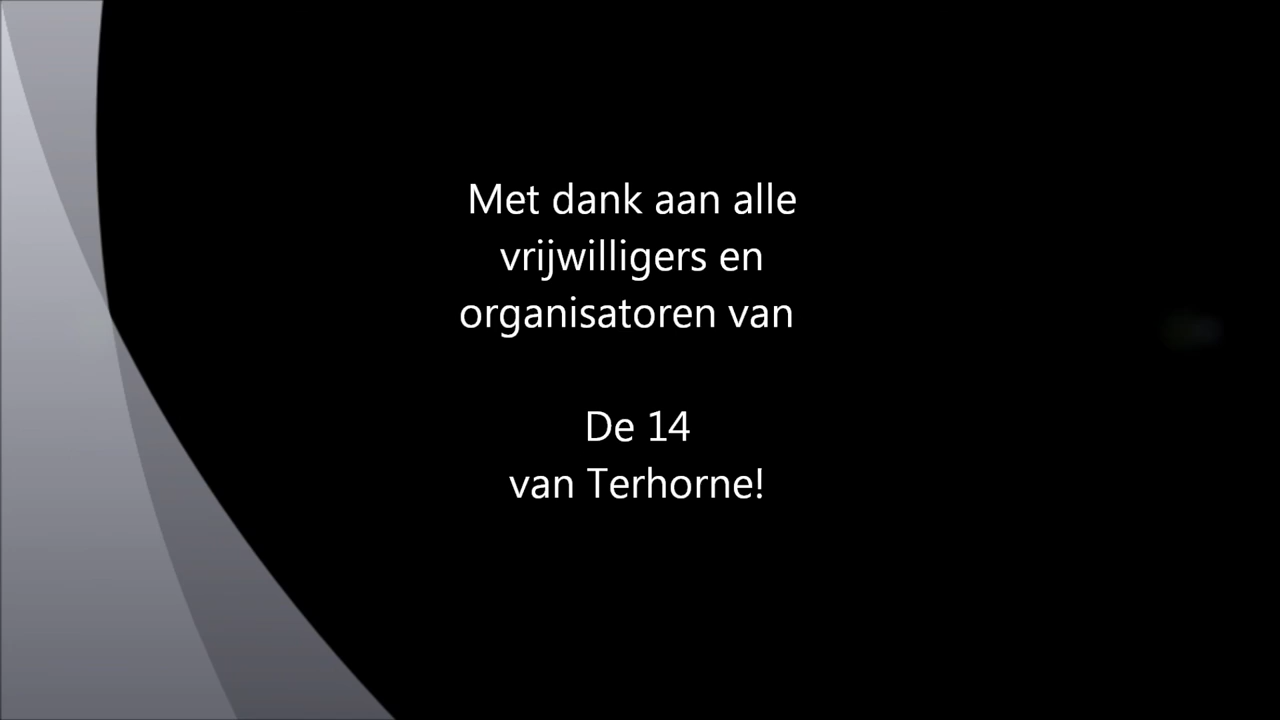 Met dank aan alle
vrijwilligers en
organisatoren van
De 14
van Terhorne!